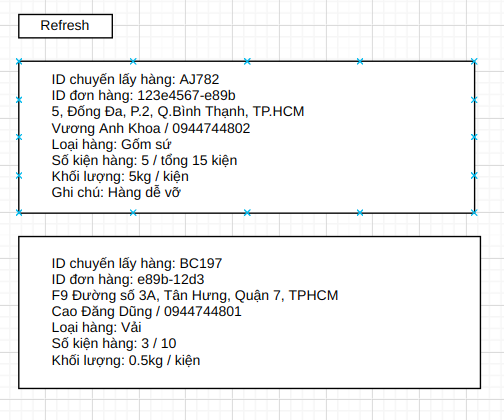 Refresh
ID chuyến lấy hàng: AJ782
ID đơn hàng: 123e4567-e89b
5, Đống Đa, P.2, Q.Bình Thạnh, TP.HCM
Vương Anh Khoa / 0944744802
Loại hàng: Gốm sứ
Số kiện hàng: 5 / tổng 15 kiện
Khối lượng: 5kg / kiện
Ghi chú: Hàng dễ vỡ
ID chuyến lấy hàng: BC197
ID đơn hàng: e89b-12d3
F9 Đường số 3A, Tân Hưng, Quận 7, TPHCM
Cao Đăng Dũng / 0944744801
Loại hàng: Vải
Số kiện hàng: 3 / 10
Khối lượng: 0.5kg / kiện